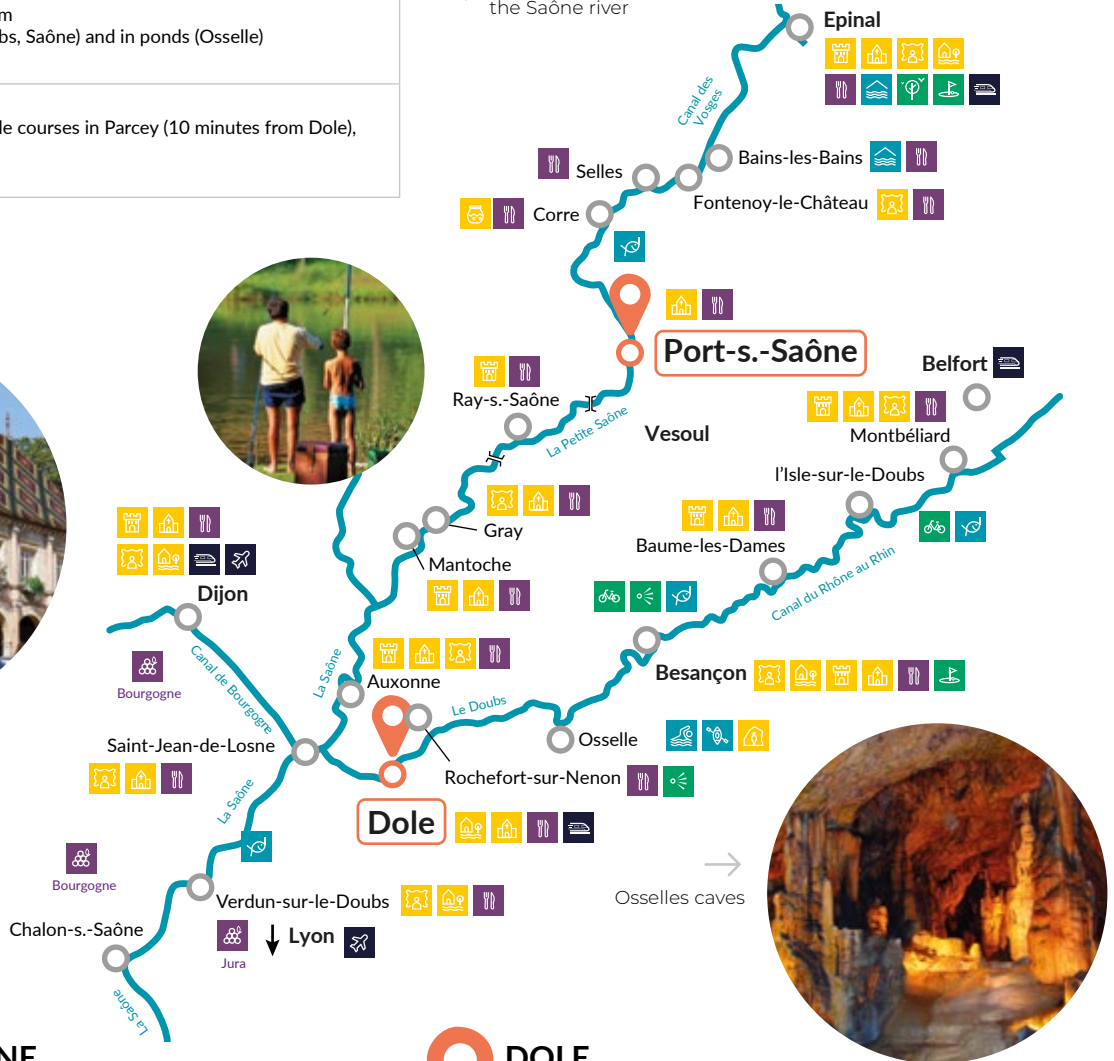 the Saône river
m
bs, Saône) and in ponds (Osselle)
le courses in Parcey (10 minutes from Dole),
Epinal
Canal des
Vosges
Bains-les-Bains
Selles
Fontenoy-le-Château
Corre
Port-s.-Saône
Belfort
Ray-s.-Saône
La Petite Saône
Vesoul
Montbéliard
l'Isle-sur-le-Doubs
Gray
Baume-les-Dames
Mantoche
Canal du Rhône au Rhin
Dijon
Bourgogne
Canal de Bourgogne
La Saône
Auxonne
Besançon
Le Doubs
Osselle
Saint-Jean-de-Losne
Rochefort-sur-Nenon
La Saône
Dole
Bourgogne
Osselles caves
Verdun-sur-le-Doubs
Chalon-s.-Saône
Lyon
Jura
La Saône
NE
DOLE